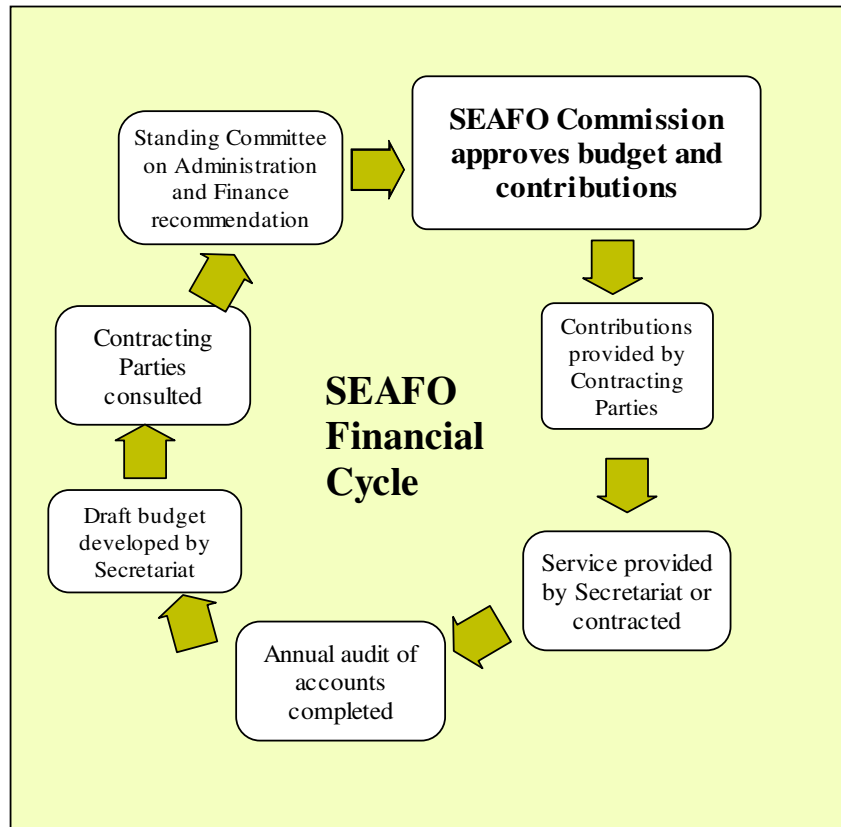 Standing Committee
on Administration
and Finance
recommendation
SEAFO Commission
approves budget and
contributions
Contributions
provided by
Contracting
Parties
Service provided
by Secretariat or
contracted
Annual audit of
accounts
completed
Draft budget
developed by
Secretariat
Contracting
Parties
consulted
SEAFO
Financial
Cycle